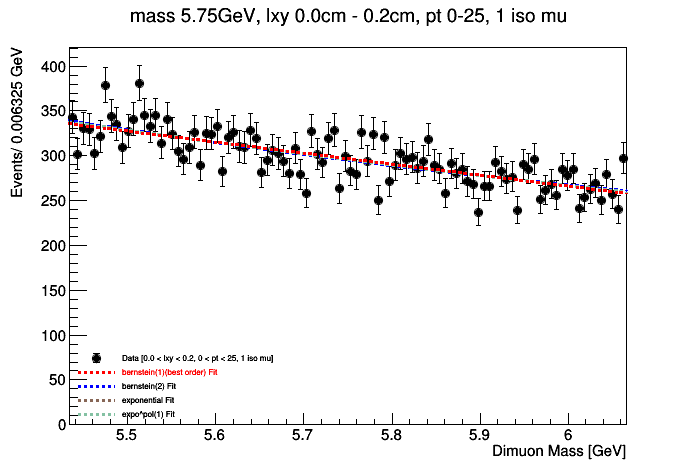 mass 5.75GeV, lxy 0.0cm - 0.2cm, pt 0-25, 1 iso mu
Events/ 0.006325 GeV
400
350
300
250
200
150
100
50
0
Data [0.0 < lxy < 0.2, 0 < pt < 25, 1 iso mu]
bernstein(1)(best order) Fit
bernstein(2) Fit
exponential Fit
expo*pol(1) Fit
5.5 5.6 5.7 5.8 5.9 6
Dimuon Mass [GeV]